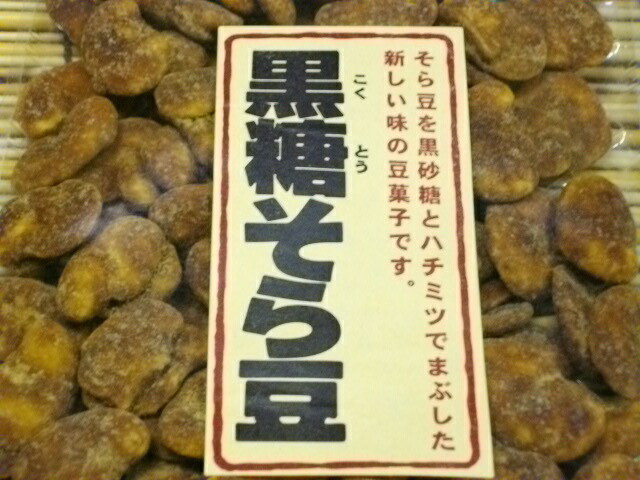 そら豆を黒砂糖とハチミツでまぶした
新しい味の豆菓子です。
黒糖そら豆
こくとう